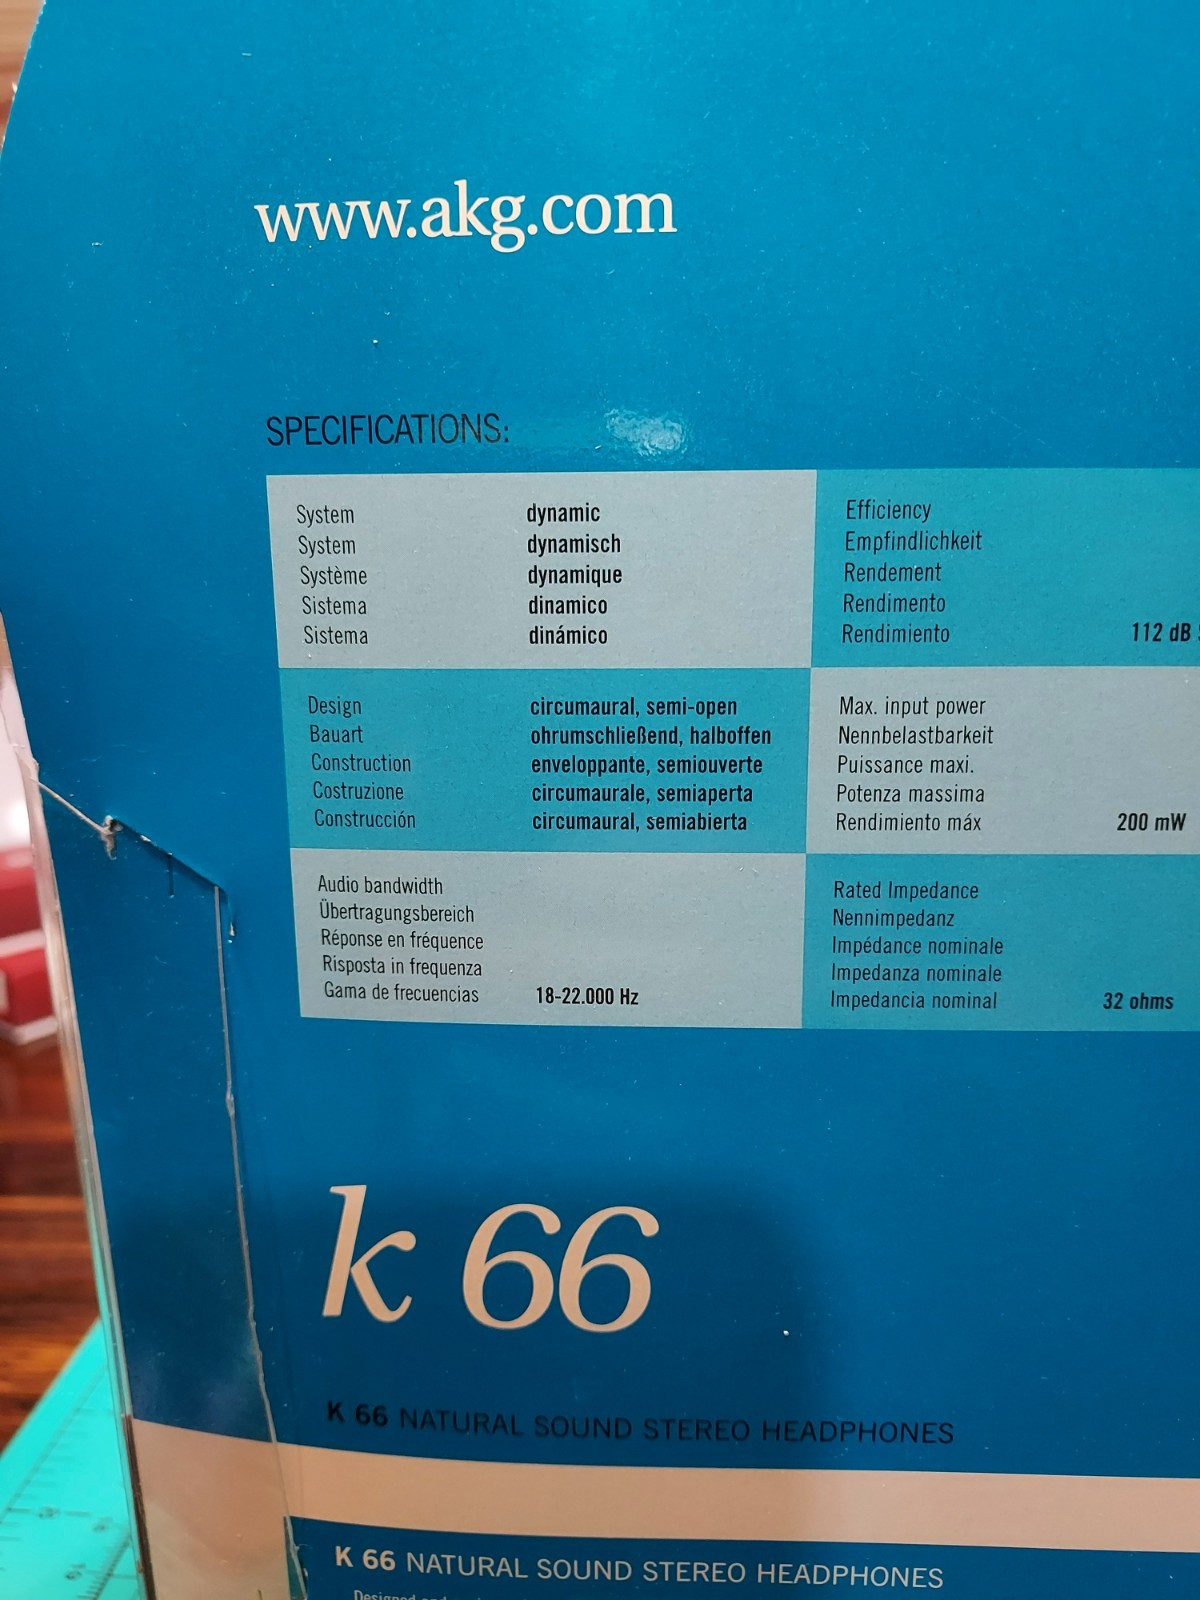 www.akg.com
SPECIFICATIONS:
System dynamic
System dynamisch
Système dynamique
Sistema dinamico
Sistema dinámico
Efficiency
Empfindlichkeit
Rendement
Rendimento
Rendimiento 112 dB
Design circumaural, semi-open
Bauart ohrumschließend, halboffen
Construction enveloppante, semiouverte
Costruzione circumaurale, semiaperta
Construcción circumaural, semiabierta
Max. input power
Nennbelastbarkeit
Puissance maxi.
Potenza massima
Rendimiento máx 200 mW
Audio bandwidth
Übertragungsbereich
Réponse en fréquence
Risposta in frequenza
Gama de frecuencias 18-22.000 Hz
Rated Impedance
Nennimpedanz
Impédance nominale
Impedanza nominale
Impedancia nominal 32 ohms
k 66
K 66 NATURAL SOUND STEREO HEADPHONES
K 66 NATURAL SOUND STEREO HEADPHONES